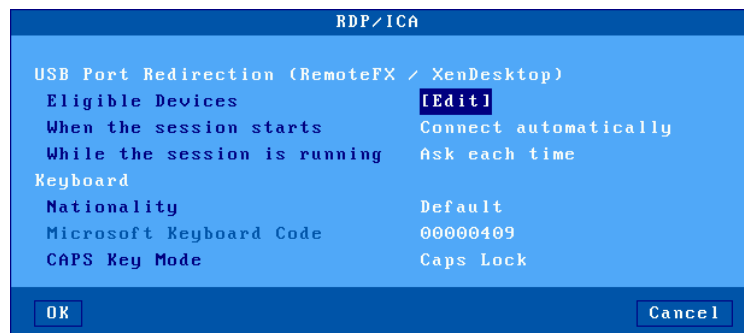 RDP/ICA
USB Port Redirection (RemoteFX / XenDesktop)
Eligible Devices [Edit]
When the session starts Connect automatically
While the session is running Ask each time
Keyboard
Nationality Default
Microsoft Keyboard Code 00000409
CAPS Key Mode Caps Lock
OK Cancel